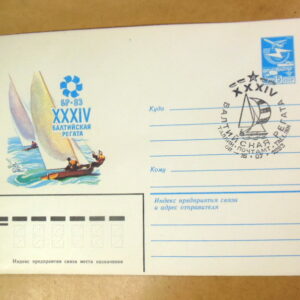 БР-83
XXXIV
БАЛТИЙСКАЯ
РЕГАТА
XXXIV
БАЛТИЙСКАЯ РЕГАТА
Куда
Кому
Индекс предприятия связи
и адрес отправителя
Индекс предприятия связи места назначения